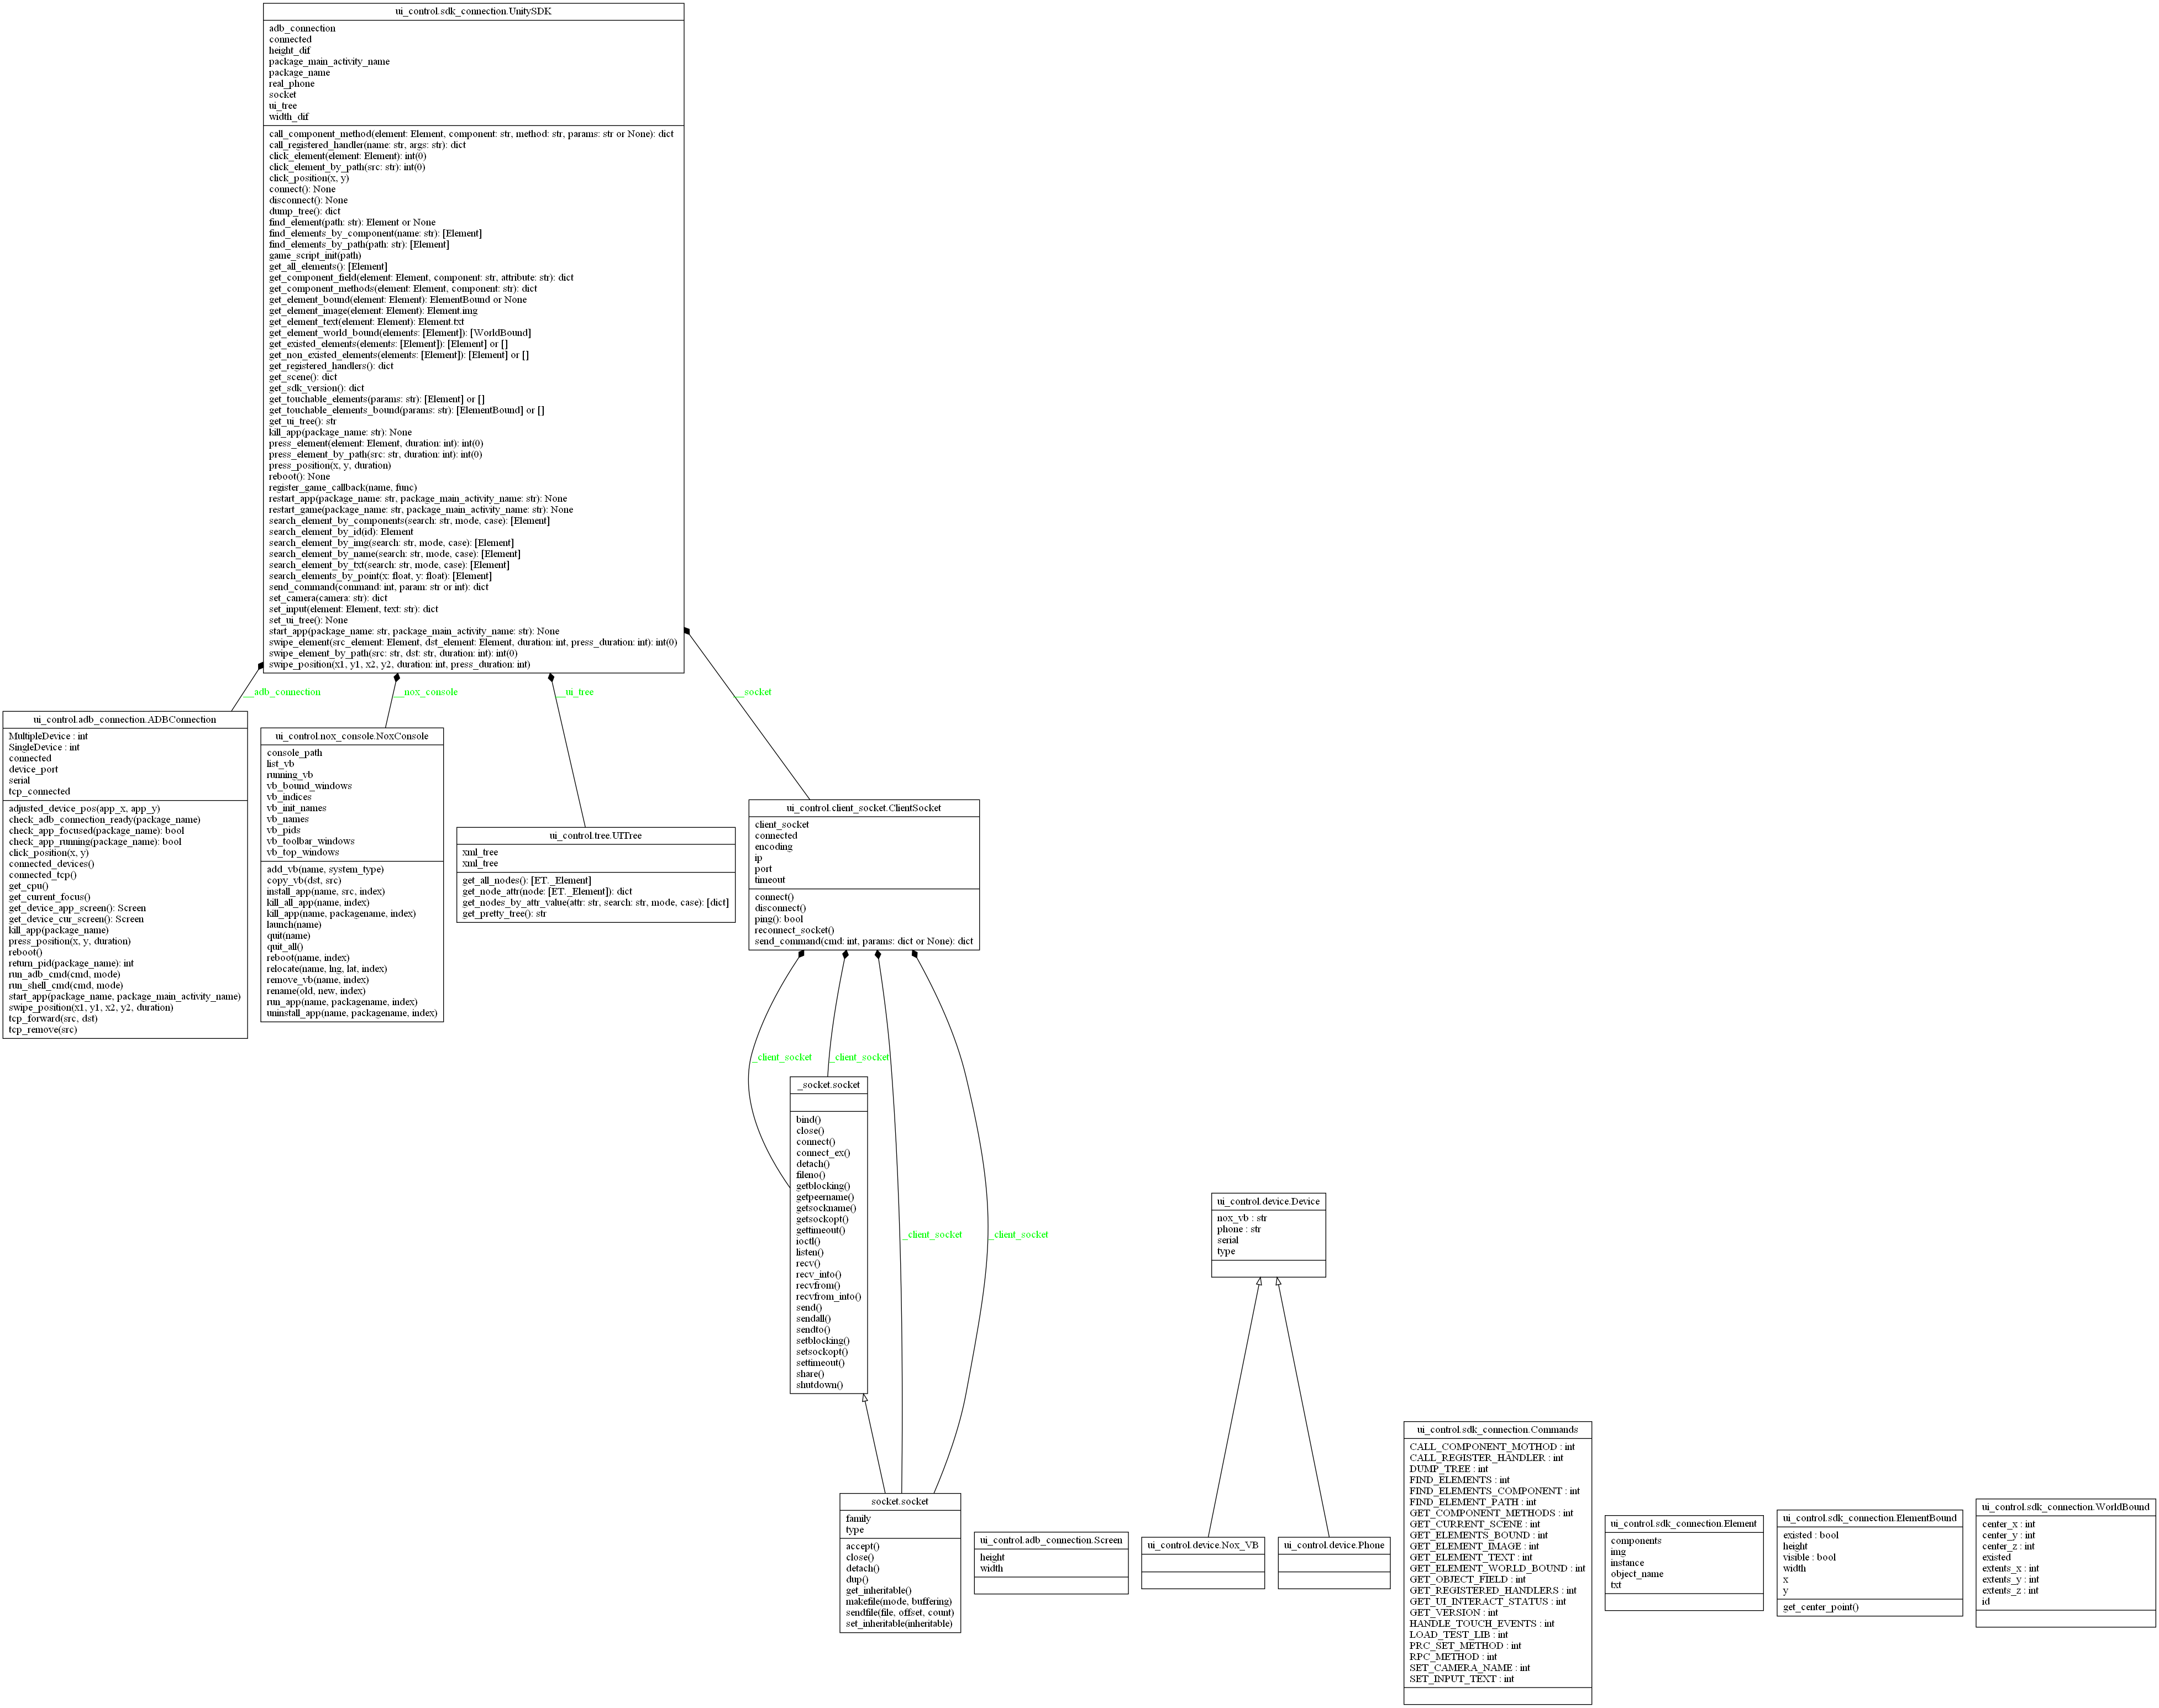 ui_control.sdk_connection.UnitySDK
adb_connection
connected
height_dif
package_main_activity_name
package_name
real_phone
socket
ui_tree
width_dif
call_component_method(element: Element, component: str, method: str, params: str or None): dict
call_registered_handler(name: str, args: str): dict
click_element(element: Element): int(0)
click_element_by_path(src: str): int(0)
click_position(x, y)
connect(): None
disconnect(): None
dump_tree(): dict
find_element(path: str): Element or None
find_elements_by_component(name: str): [Element]
find_elements_by_path(path: str): [Element]
game_script_init(path)
get_all_elements(): [Element]
get_component_field(element: Element, component: str, attribute: str): dict
get_component_methods(element: Element, component: str): dict
get_element_bound(element: Element): ElementBound or None
get_element_image(element: Element): Element.img
get_element_text(element: Element): Element.txt
get_element_world_bound(elements: [Element]): [WorldBound]
get_existed_elements(elements: [Element]): [Element] or []
get_non_existed_elements(elements: [Element]): [Element] or []
get_registered_handlers(): dict
get_scene(): dict
get_sdk_version(): dict
get_touchable_elements(params: str): [Element] or []
get_touchable_elements_bound(params: str): [ElementBound] or []
get_ui_tree(): str
kill_app(package_name: str): None
press_element(element: Element, duration: int): int(0)
press_element_by_path(src: str, duration: int): int(0)
press_position(x, y, duration)
reboot(): None
register_game_callback(name, func)
restart_app(package_name: str, package_main_activity_name: str): None
restart_game(package_name: str, package_main_activity_name: str): None
search_element_by_components(search: str, mode, case): [Element]
search_element_by_id(id): Element
search_element_by_img(search: str, mode, case): [Element]
search_element_by_name(search: str, mode, case): [Element]
search_element_by_txt(search: str, mode, case): [Element]
search_elements_by_point(x: float, y: float): [Element]
send_command(command: int, param: str or int): dict
set_camera(camera: str): dict
set_input(element: Element, text: str): dict
set_ui_tree(): None
start_app(package_name: str, package_main_activity_name: str): None
swipe_element(src_element: Element, dst_element: Element, duration: int, press_duration: int): int(0)
swipe_element_by_path(src: str, dst: str, duration: int): int(0)
swipe_position(x1, y1, x2, y2, duration: int, press_duration: int)
__adb_connection
__nox_console
__ui_tree
__socket
ui_control.adb_connection.ADBConnection
MultipleDevice : int
SingleDevice : int
connected
device_port
serial
tcp_connected
adjusted_device_pos(app_x, app_y)
check_adb_connection_ready(package_name)
check_app_focused(package_name): bool
check_app_running(package_name): bool
click_position(x, y)
connected_devices()
connected_tcp()
get_cpu()
get_current_focus()
get_device_app_screen(): Screen
get_device_cur_screen(): Screen
kill_app(package_name)
press_position(x, y, duration)
reboot()
return_pid(package_name): int
run_adb_cmd(cmd, mode)
run_shell_cmd(cmd, mode)
start_app(package_name, package_main_activity_name)
swipe_position(x1, y1, x2, y2, duration)
tcp_forward(src, dst)
tcp_remove(src)
ui_control.nox_console.NoxConsole
console_path
list_vb
running_vb
vb_bound_windows
vb_indices
vb_init_names
vb_names
vb_pids
vb_toolbar_windows
vb_top_windows
add_vb(name, system_type)
copy_vb(dst, src)
install_app(name, src, index)
kill_all_app(name, index)
kill_app(name, packagename, index)
launch(name)
quit(name)
quit_all()
reboot(name, index)
relocate(name, lng, lat, index)
remove_vb(name, index)
rename(old, new, index)
run_app(name, packagename, index)
uninstall_app(name, packagename, index)
ui_control.tree.UITree
xml_tree
xml_tree
get_all_nodes(): [ET._Element]
get_node_attr(node: [ET._Element]): dict
get_nodes_by_attr_value(attr: str, search: str, mode, case): [dict]
get_pretty_tree(): str
ui_control.client_socket.ClientSocket
client_socket
connected
encoding
ip
port
timeout
connect()
disconnect()
ping(): bool
reconnect_socket()
send_command(cmd: int, params: dict or None): dict
_client_socket
_client_socket
_client_socket
_client_socket
_socket.socket
bind()
close()
connect()
connect_ex()
detach()
fileno()
getblocking()
getpeername()
getsockname()
getsockopt()
gettimeout()
ioctl()
listen()
recv()
recv_into()
recvfrom()
recvfrom_into()
send()
sendall()
sendto()
setblocking()
setsockopt()
settimeout()
share()
shutdown()
socket.socket
family
type
accept()
close()
detach()
dup()
get_inheritable()
makefile(mode, buffering)
sendfile(file, offset, count)
set_inheritable(inheritable)
ui_control.adb_connection.Screen
height
width
ui_control.device.Device
nox_vb : str
phone : str
serial
type
ui_control.device.Nox_VB
ui_control.device.Phone
ui_control.sdk_connection.Commands
CALL_COMPONENT_MOTHOD : int
CALL_REGISTER_HANDLER : int
DUMP_TREE : int
FIND_ELEMENTS : int
FIND_ELEMENTS_COMPONENT : int
FIND_ELEMENT_PATH : int
GET_COMPONENT_METHODS : int
GET_CURRENT_SCENE : int
GET_ELEMENTS_BOUND : int
GET_ELEMENT_IMAGE : int
GET_ELEMENT_TEXT : int
GET_ELEMENT_WORLD_BOUND : int
GET_OBJECT_FIELD : int
GET_REGISTERED_HANDLERS : int
GET_UI_INTERACT_STATUS : int
GET_VERSION : int
HANDLE_TOUCH_EVENTS : int
LOAD_TEST_LIB : int
PRC_SET_METHOD : int
RPC_METHOD : int
SET_CAMERA_NAME : int
SET_INPUT_TEXT : int
ui_control.sdk_connection.Element
components
img
instance
object_name
txt
ui_control.sdk_connection.ElementBound
existed : bool
height
visible : bool
width
x
y
get_center_point()
ui_control.sdk_connection.WorldBound
center_x : int
center_y : int
center_z : int
existed
extents_x : int
extents_y : int
extents_z : int
id